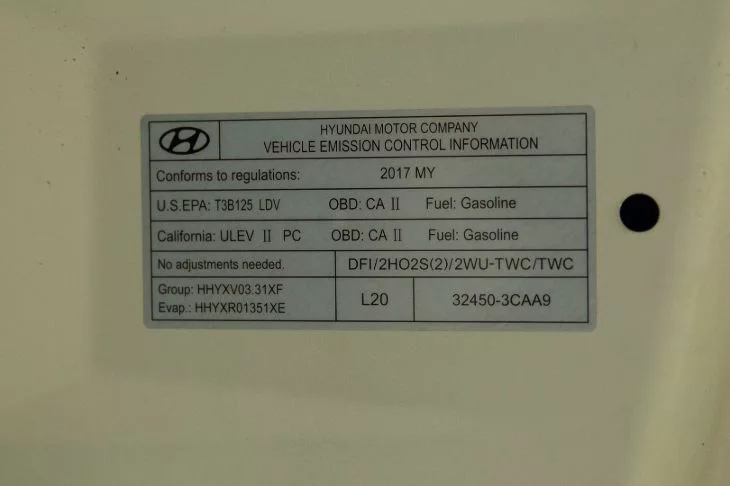 HYUNDAI MOTOR COMPANY
VEHICLE EMISSION CONTROL INFORMATION
Conforms to regulations: 2017 MY
U.S.EPA: T3B125 LDV OBD: CA II Fuel: Gasoline
California: ULEV II PC OBD: CA II Fuel: Gasoline
No adjustments needed. DFI/2HO2S(2)/2WU-TWC/TWC
Group: HHYXV03.31XF
Evap.: HHYXR01351XE
L20 32450-3CAA9